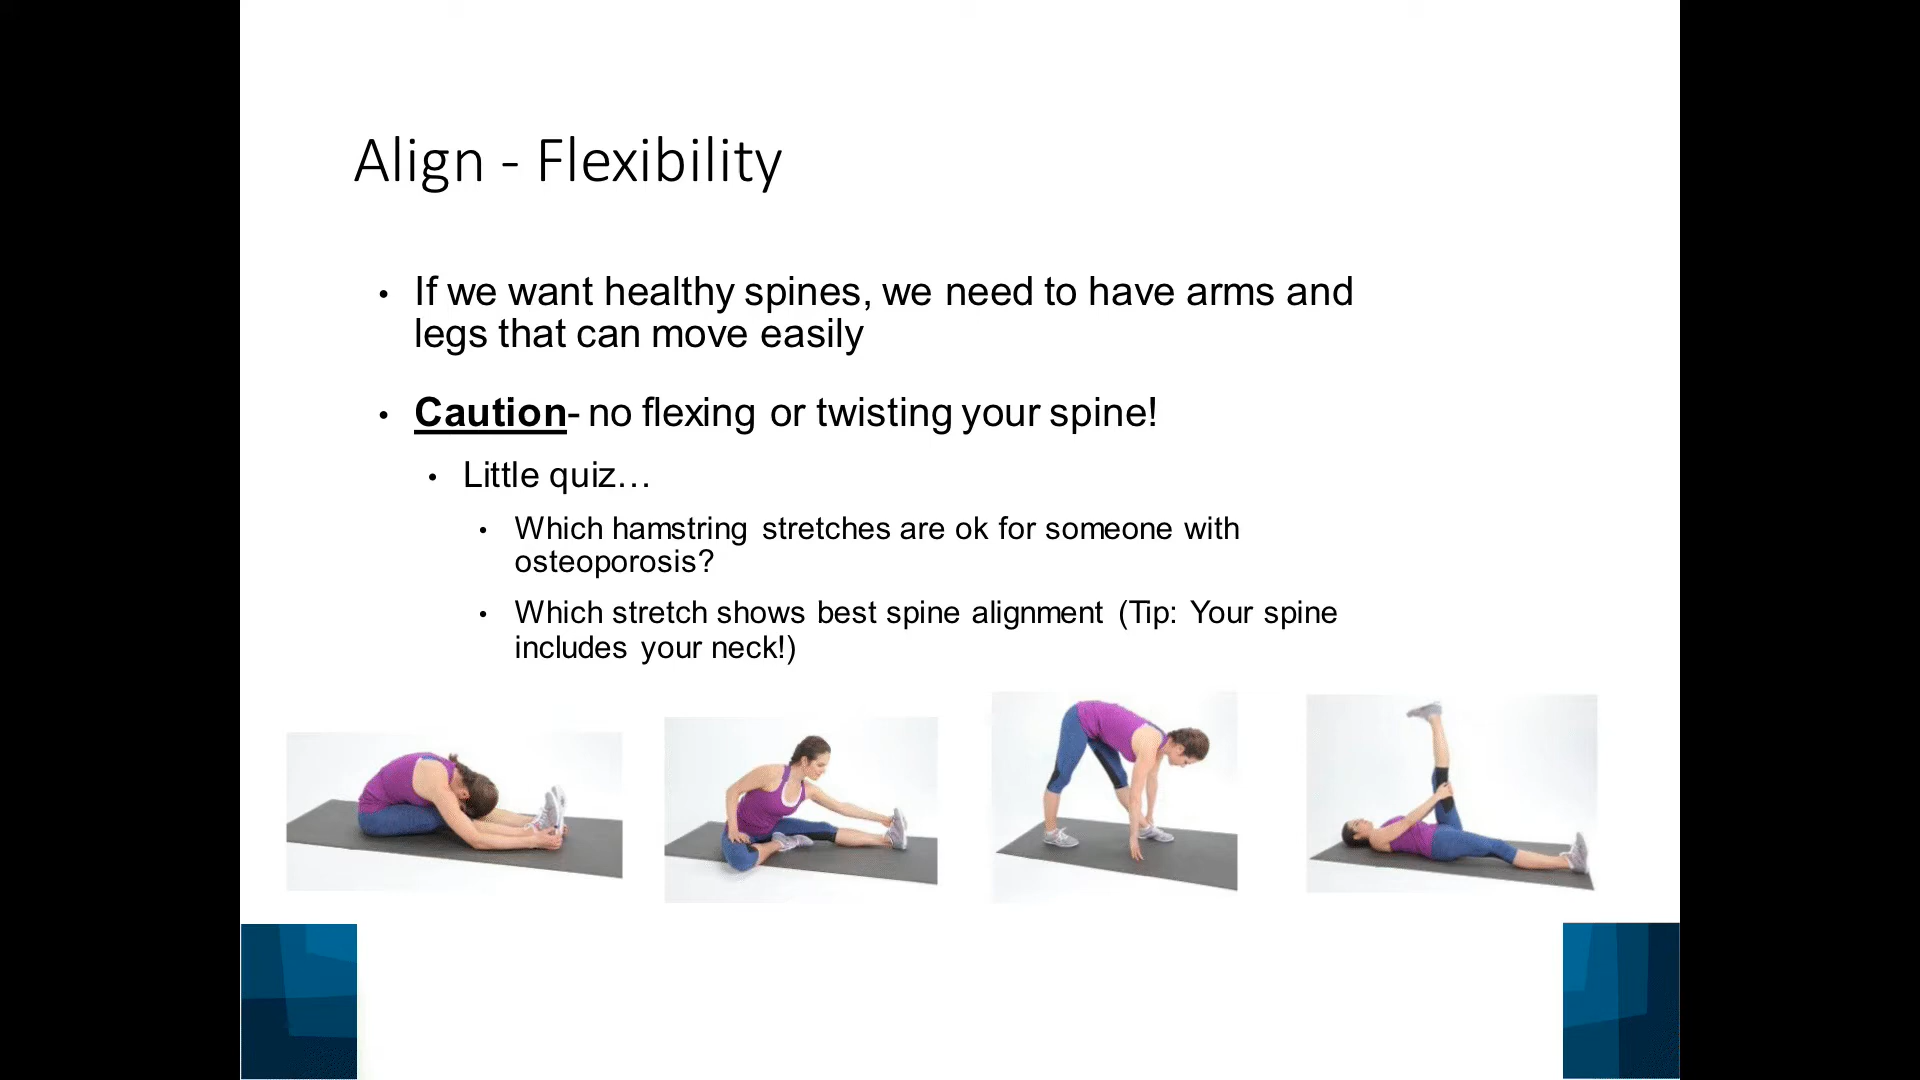 Align - Flexibility
• If we want healthy spines, we need to have arms and
legs that can move easily
• Caution- no flexing or twisting your spine!
• Little quiz…
• Which hamstring stretches are ok for someone with
osteoporosis?
• Which stretch shows best spine alignment (Tip: Your spine
includes your neck!)